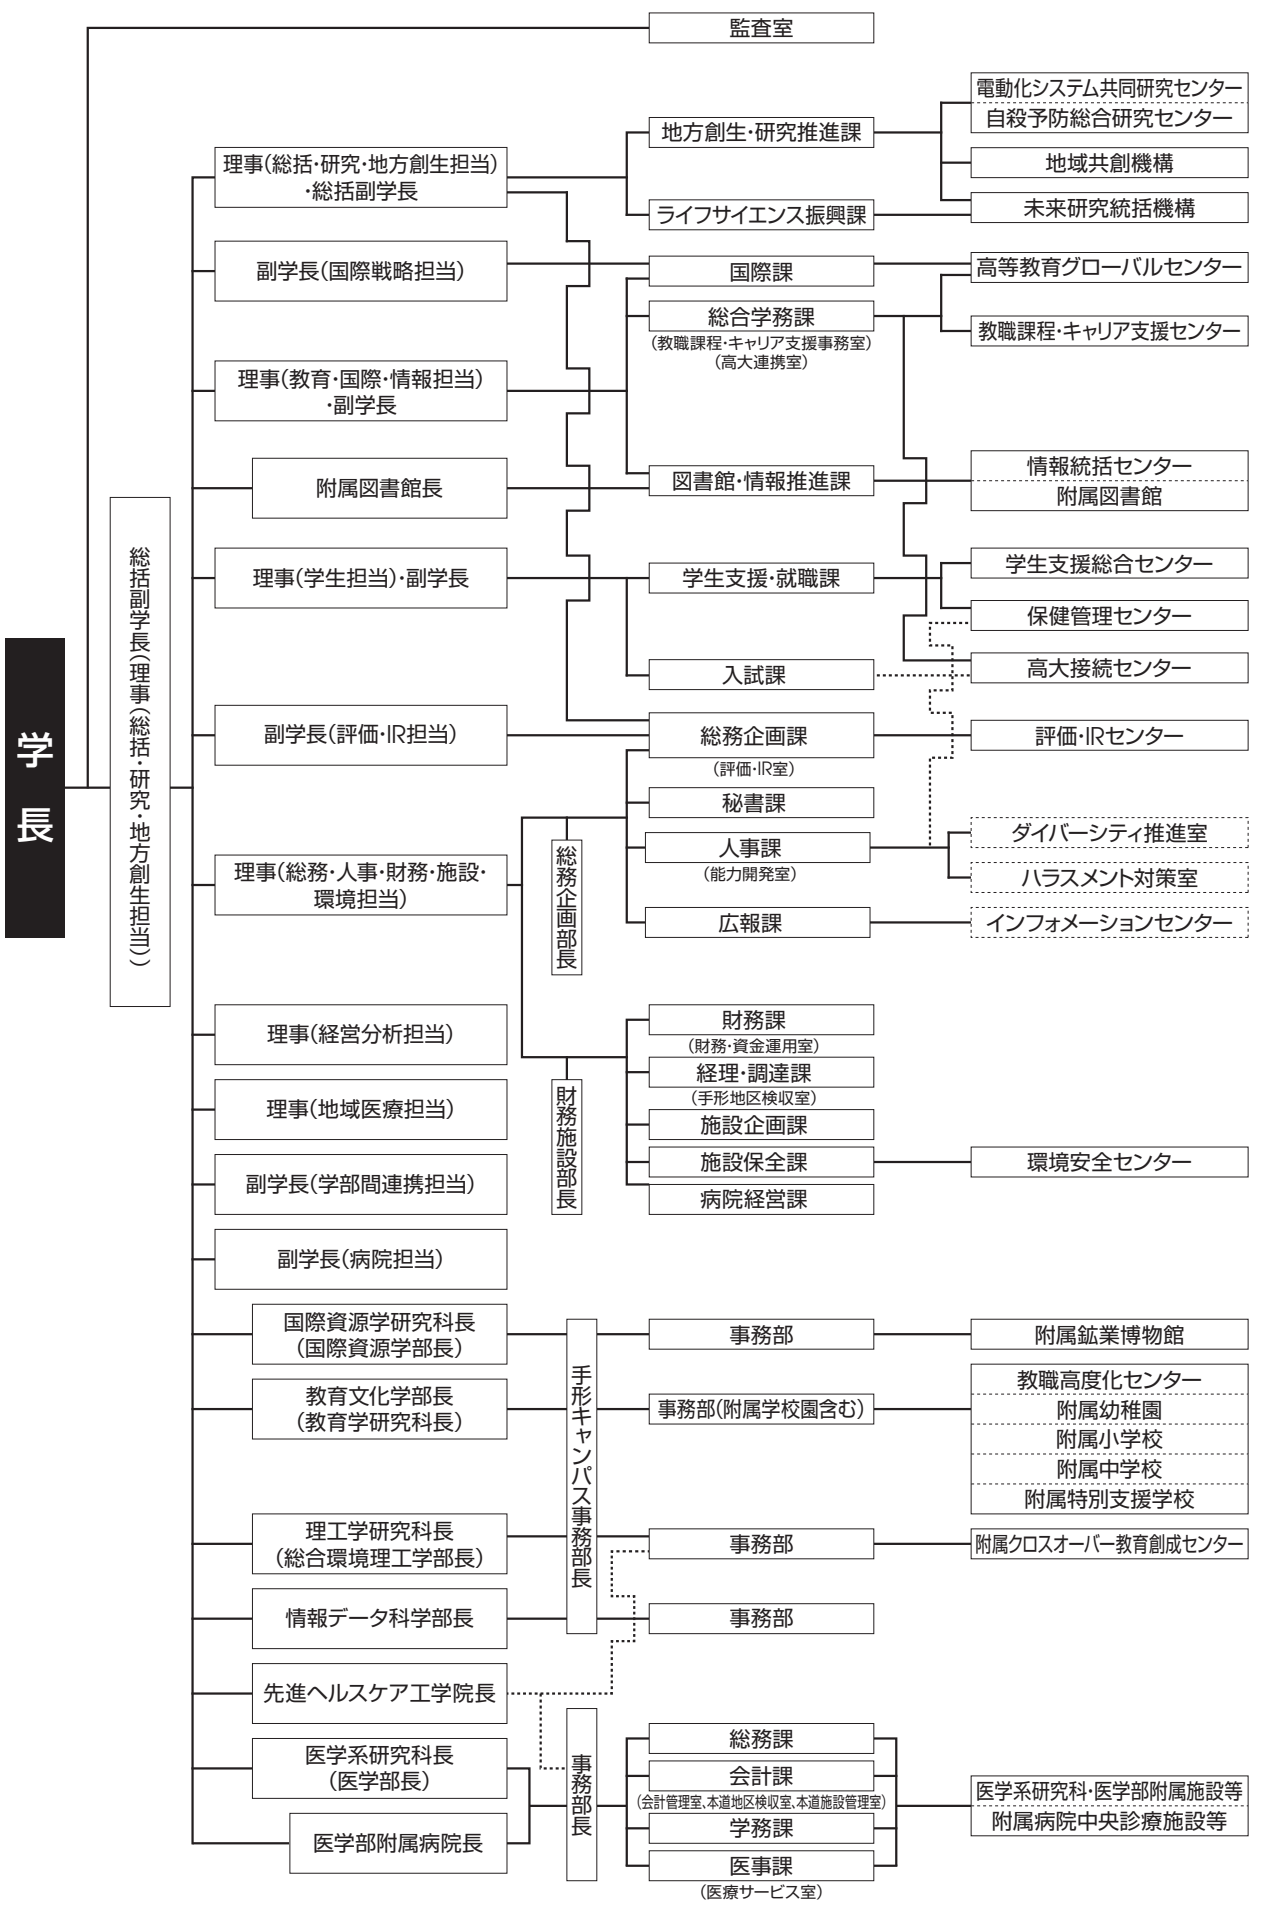 監査室
電動化システム共同研究センター
自殺予防総合研究センター
地方創生・研究推進課
地域共創機構
理事(総括・研究・地方創生担当)
・総括副学長
ライフサイエンス振興課
未来研究統括機構
副学長(国際戦略担当)
国際課
高等教育グローバルセンター
総合学務課
(教職課程・キャリア支援事務室)
(高大連携室)
教職課程・キャリア支援センター
理事(教育・国際・情報担当)
・副学長
附属図書館長
図書館・情報推進課
情報統括センター
附属図書館
理事(学生担当)・副学長
学生支援・就職課
学生支援総合センター
保健管理センター
入試課
高大接続センター
学長
総括副学長(理事(総括・研究・地方創生担当))
副学長(評価・IR担当)
総務企画課
(評価・IR室)
評価・IRセンター
秘書課
理事(総務・人事・財務・施設・
環境担当)
総務企画部長
人事課
(能力開発室)
ダイバーシティ推進室
ハラスメント対策室
広報課
インフォメーションセンター
理事(経営分析担当)
財務課
(財務・資金運用室)
経理・調達課
(手形地区検収室)
理事(地域医療担当)
財務施設部長
施設企画課
施設保全課
環境安全センター
副学長(学部間連携担当)
病院経営課
副学長(病院担当)
国際資源学研究科長
(国際資源学部長)
手形キャンパス事務部長
事務部
附属鉱業博物館
教育文化学部長
(教育学研究科長)
事務部(附属学校園含む)
教職高度化センター
附属幼稚園
附属小学校
附属中学校
附属特別支援学校
理工学研究科長
(総合環境理工学部長)
事務部
附属クロスオーバー教育創成センター
情報データ科学部長
事務部
先進ヘルスケア工学院長
医学系研究科長
(医学部長)
医学部附属病院長
事務部長
総務課
会計課
(会計管理室、本道地区検収室、本道施設管理室)
学務課
医事課
(医療サービス室)
医学系研究科・医学部附属施設等
附属病院中央診療施設等